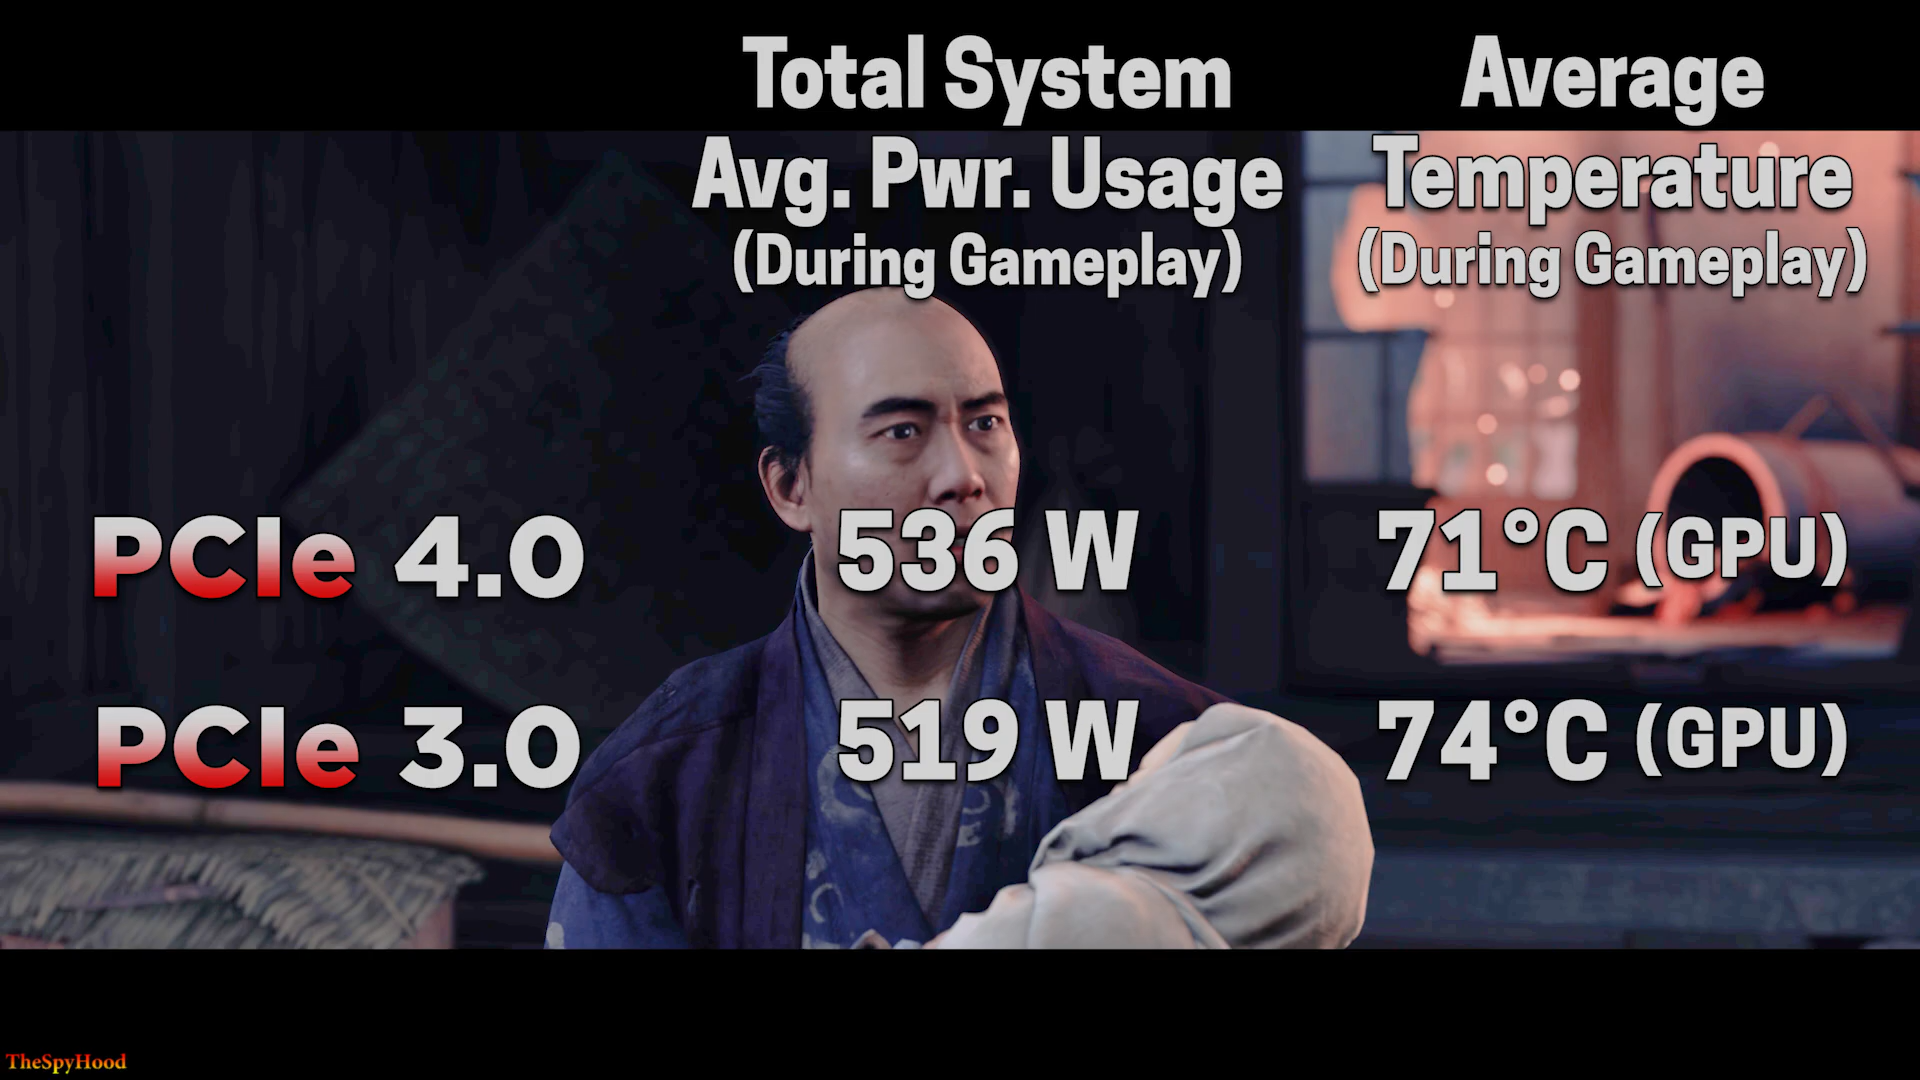 Total System
Avg. Pwr. Usage
(During Gameplay)
Average
Temperature
(During Gameplay)
PCIe 4.0 536 W 71°C (GPU)
PCIe 3.0 519 W 74°C (GPU)
TheSpyHood